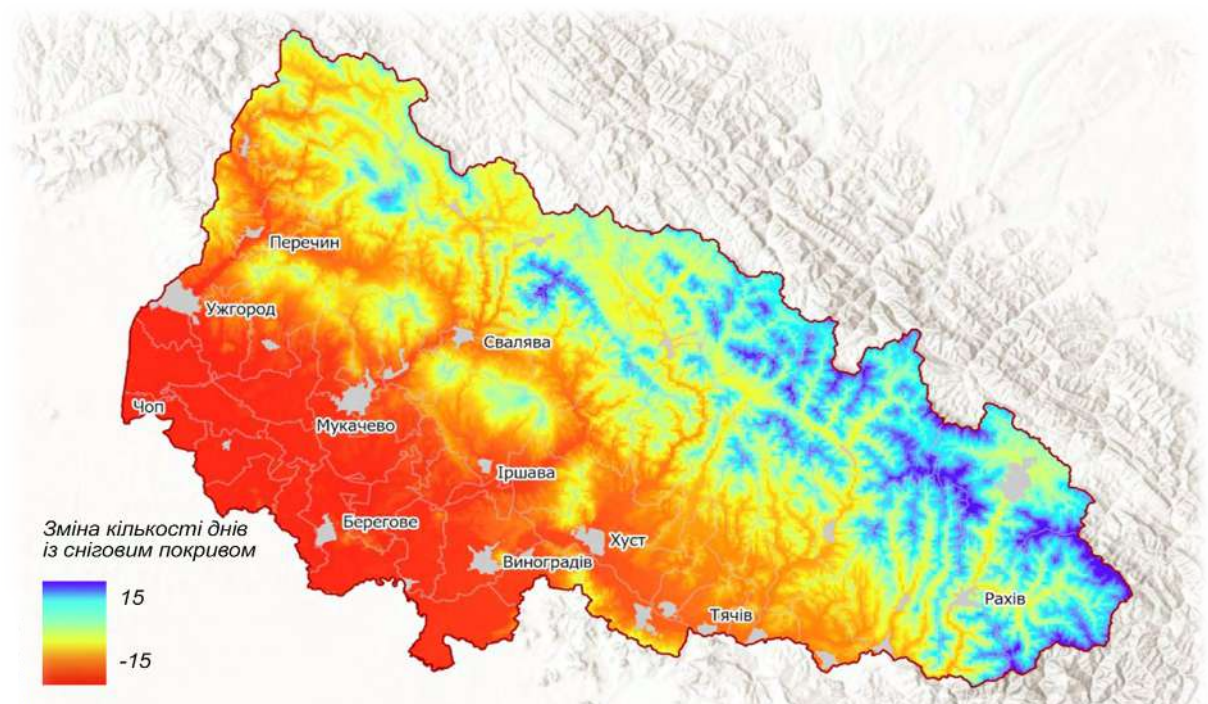 Перечин
Ужгород
Свалява
Чоп
Мукачево
Іршава
Берегове
Хуст
Виноградів
Рахів
Тячів
Зміна кількості днів
із сніговим покривом
15
-15